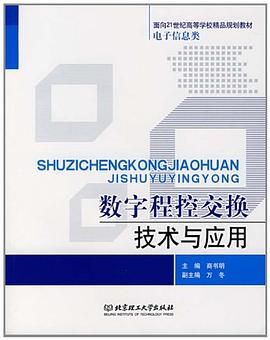 面向21世纪高等学校精品规划教材
电子信息类
SHUZICHENGKONGJIAOHUAN
JISHUYUYINGYONG
数字程控交换
技术与应用
主 编 商书明
副主编 万 冬
北京理工大学出版社
BEIJING INSTITUTE OF TECHNOLOGY PRESS